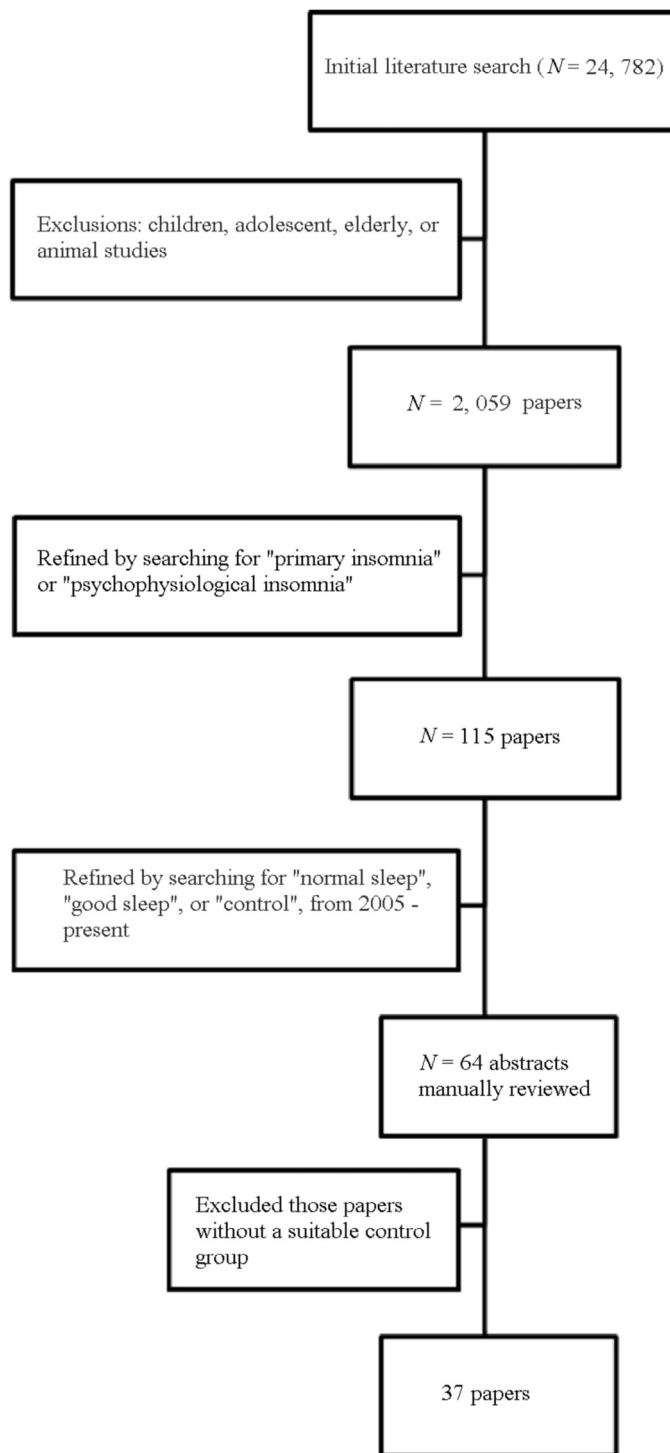 Initial literature search (N = 24, 782)
Exclusions: children, adolescent, elderly, or
animal studies
N = 2, 059 papers
Refined by searching for "primary insomnia"
or "psychophysiological insomnia"
N = 115 papers
Refined by searching for "normal sleep",
"good sleep", or "control", from 2005 -
present
N = 64 abstracts
manually reviewed
Excluded those papers
without a suitable control
group
37 papers